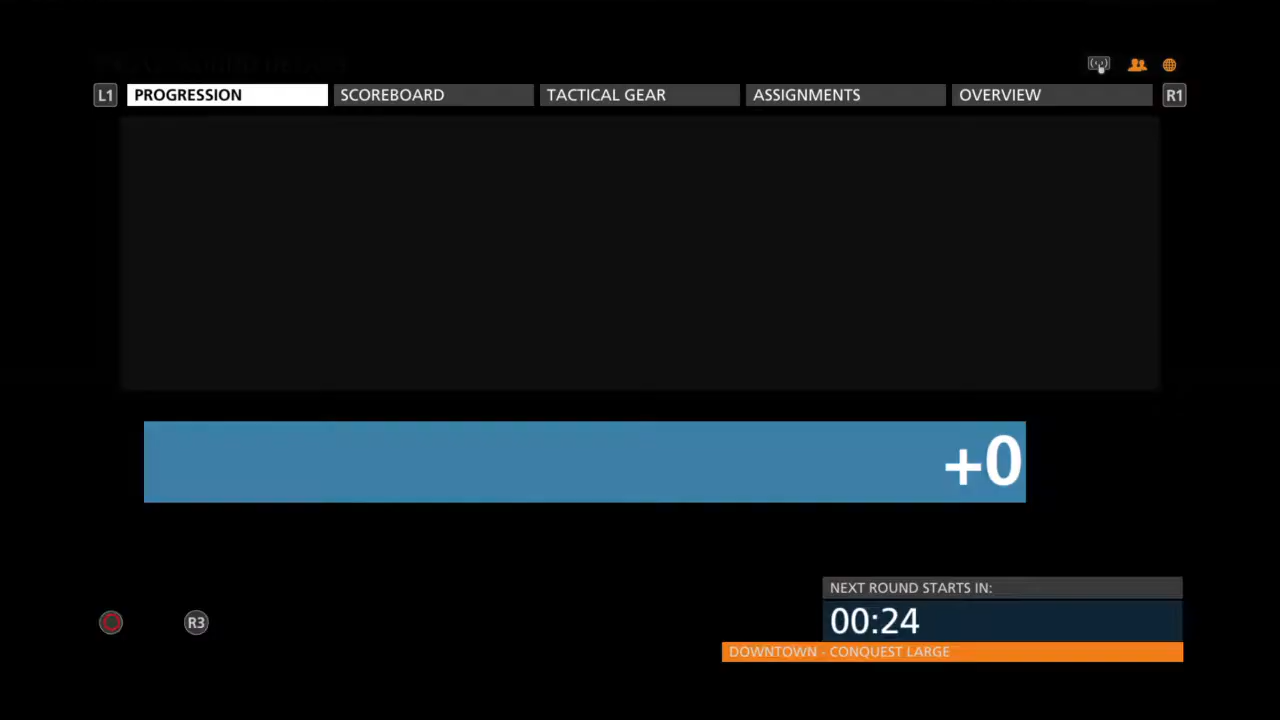 L1 PROGRESSION SCOREBOARD TACTICAL GEAR ASSIGNMENTS OVERVIEW R1
+0
NEXT ROUND STARTS IN:
R3 00:24
DOWNTOWN - CONQUEST LARGE